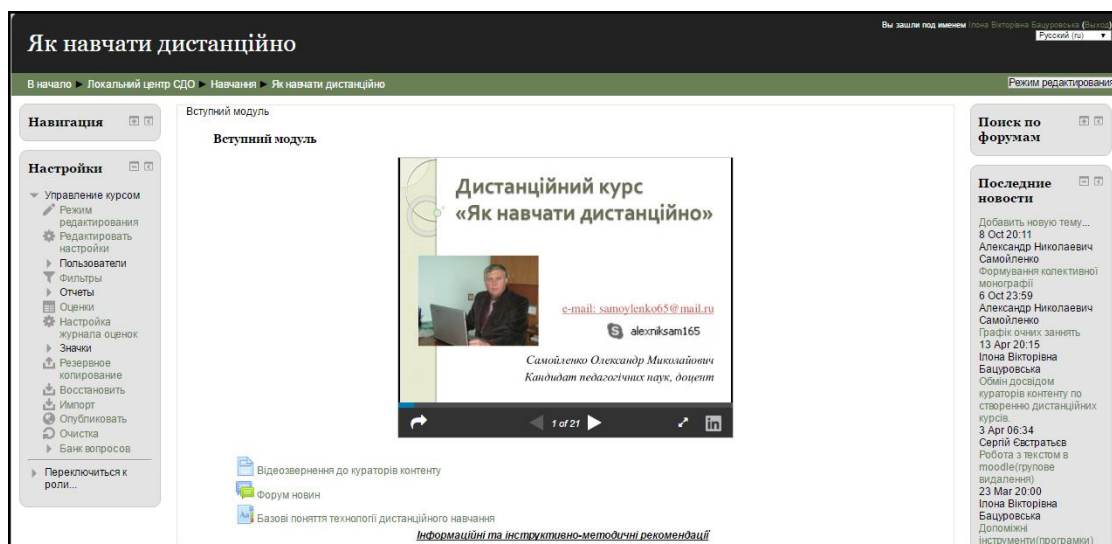 Вы зашли под именем Ілона Вікторівна Бацуровська (Выход)
Русский (ru)
Як навчати дистанційно
В начало ► Локальний центр СДО ► Навчання ► Як навчати дистанційно
Режим редактирования
Навигация
Настройки
Управление курсом
Режим
редактирования
Редактировать
настройки
Пользователи
Фильтры
Отчеты
Оценки
Настройка
журнала оценок
Значки
Резервное
копирование
Восстановить
Импорт
Опубликовать
Очистка
Банк вопросов
Переключиться к
роли...
Вступний модуль
Вступний модуль
Дистанційний курс
«Як навчати дистанційно»
e-mail: samoylenko65@mail.ru
alexniksam165
Самойленко Олександр Миколайович
Кандидат педагогічних наук, доцент
1 of 21
in
Відеозвернення до кураторів контенту
Форум новин
Базові поняття технології дистанційного навчання
Інформаційні та інструктивно-методичні рекомендації
Поиск по
форумам
Последние
новости
Добавить новую тему...
8 Oct 20:11
Александр Николаевич
Самойленко
Формування колективної
монографії
6 Oct 23:59
Александр Николаевич
Самойленко
Графік очних заннять
13 Apr 20:15
Ілона Вікторівна
Бацуровська
Обмін досвідом
кураторів контенту по
створенню дистанційних
курсів.
3 Apr 06:34
Сергій Євстратьєв
Робота з текстом в
moodle(групове
видалення)
23 Mar 20:00
Ілона Вікторівна
Бацуровська
Допоміжні
інструменти(програмки)